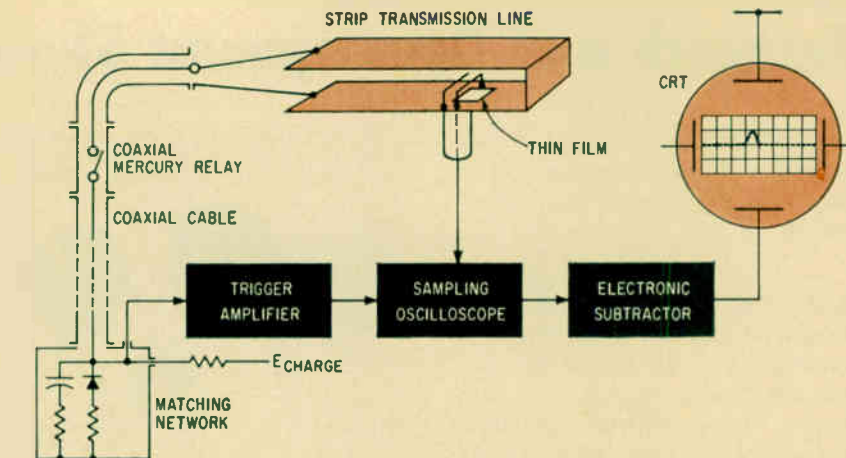 STRIP TRANSMISSION LINE
CRT
THIN FILM
COAXIAL
MERCURY RELAY
COAXIAL CABLE
TRIGGER
AMPLIFIER
SAMPLING
OSCILLOSCOPE
ELECTRONIC
SUBTRACTOR
ECHARGE
MATCHING
NETWORK